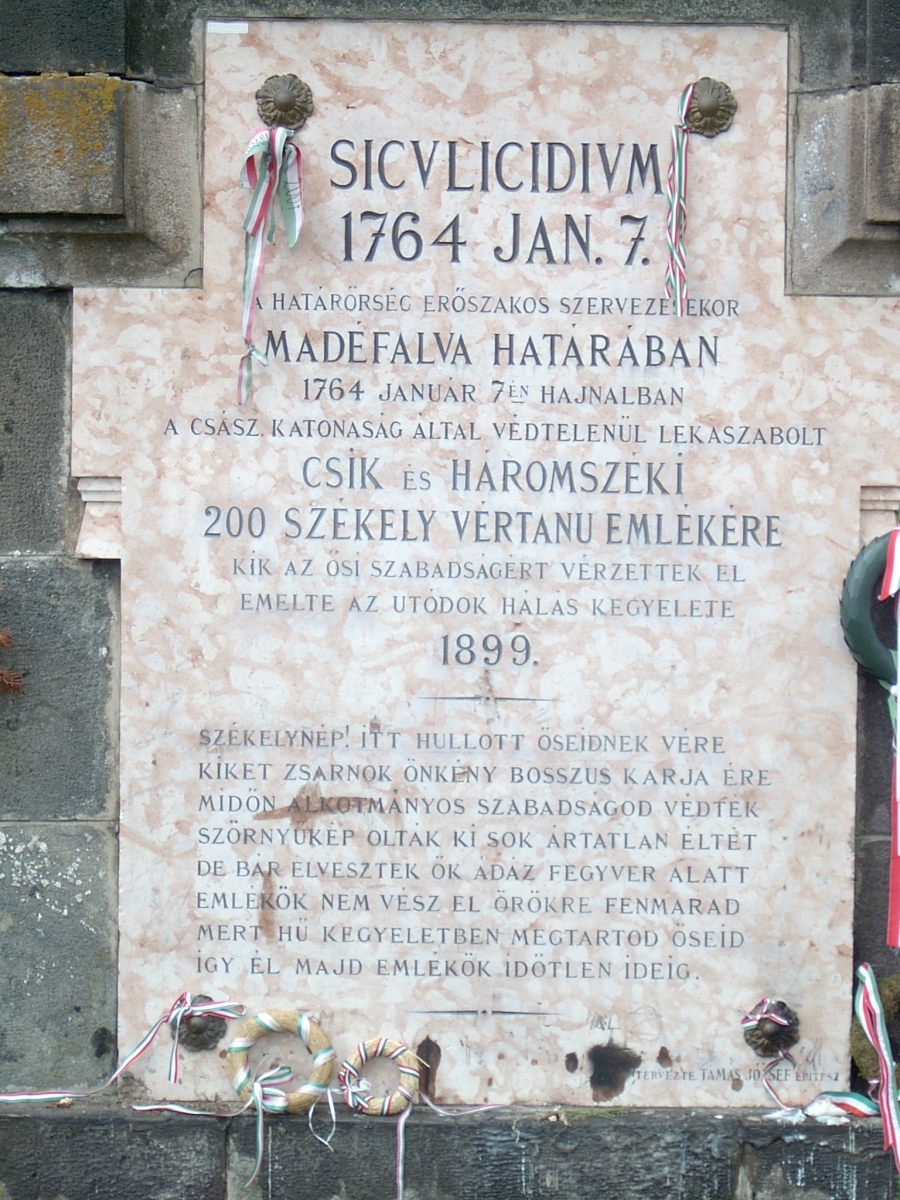 SICVLICIDIVM
1764 JAN. 7.
A HATÁRŐRSÉG ERŐSZAKOS SZERVEZÉSEKOR
MADÉFALVA HATÁRÁBAN
1764 JANUÁR 7ÉN HAJNALBAN
A CSÁSZ. KATONASÁG ÁLTAL VÉDTELENÜL LEKASZABOLT
CSÍK ÉS HÁROMSZÉKI
200 SZÉKELY VÉRTANU EMLÉKÉRE
KIK AZ ŐSI SZABADSÁGÉRT VÉRZETTEK EL
EMELTE AZ UTÓDOK HÁLÁS KEGYELETE
1899.
SZÉKELYNÉP! ITT HULLOTT ŐSEIDNEK VÉRE
KIKET ZSARNOK ÖNKÉNY BOSSZUS KARJA ÉRE
MIDŐN ALKOTMÁNYOS SZABADSÁGOD VÉDTÉK
SZÖRNYÜKÉP OLTÁK KI SOK ÁRTATLAN ÉLTÉT
DE BÁR ELVESZTEK ŐK ÁDÁZ FEGYVER ALATT
EMLÉKÖK NEM VÉSZ EL ÖRÖKRE FENMARAD
MERT HŰ KEGYELETBEN MEGTARTOD ŐSEID
IGY ÉL MAJD EMLÉKÖK IDŐTLEN IDEIG.
TERVEZTE TAMÁS JÓZSEF ÉPITÉSZ